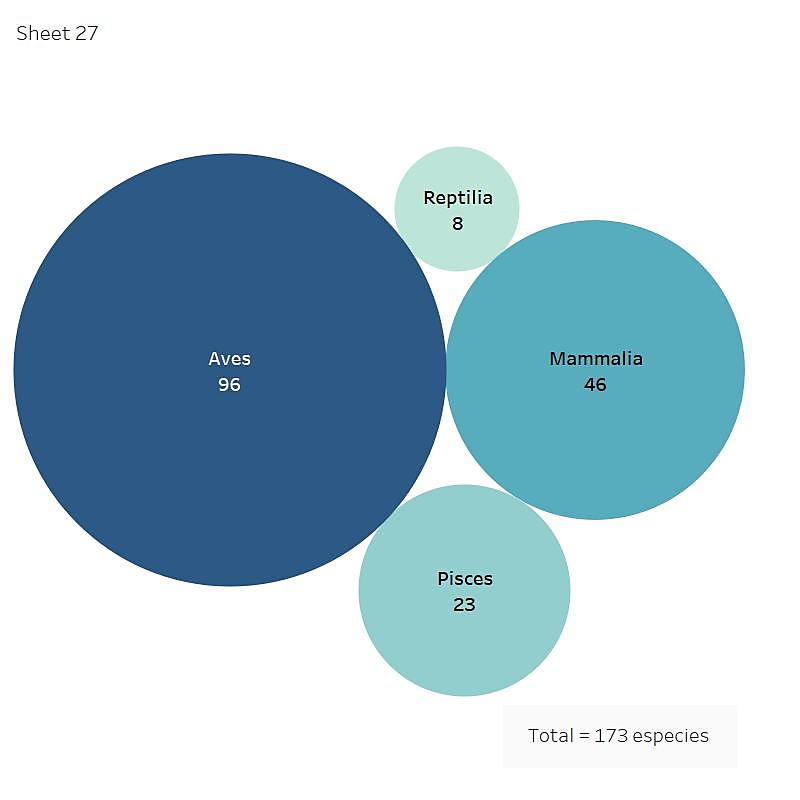 Sheet 27
Reptilia
8
Aves
96
Mammalia
46
Pisces
23
Total = 173 especies